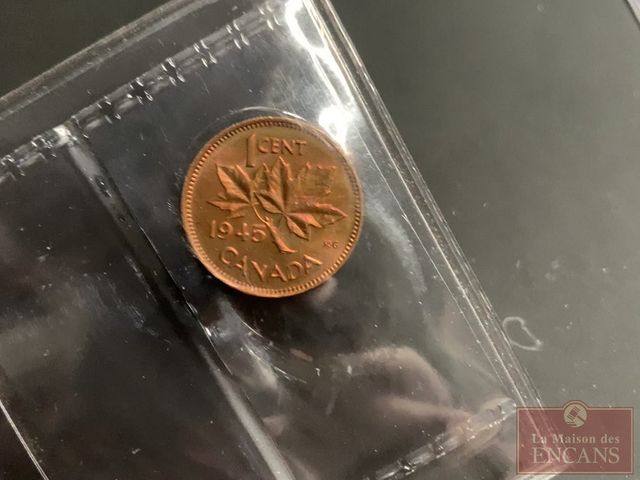 1
CENT
1945
KG
CANADA
La Maison des
ENCANS